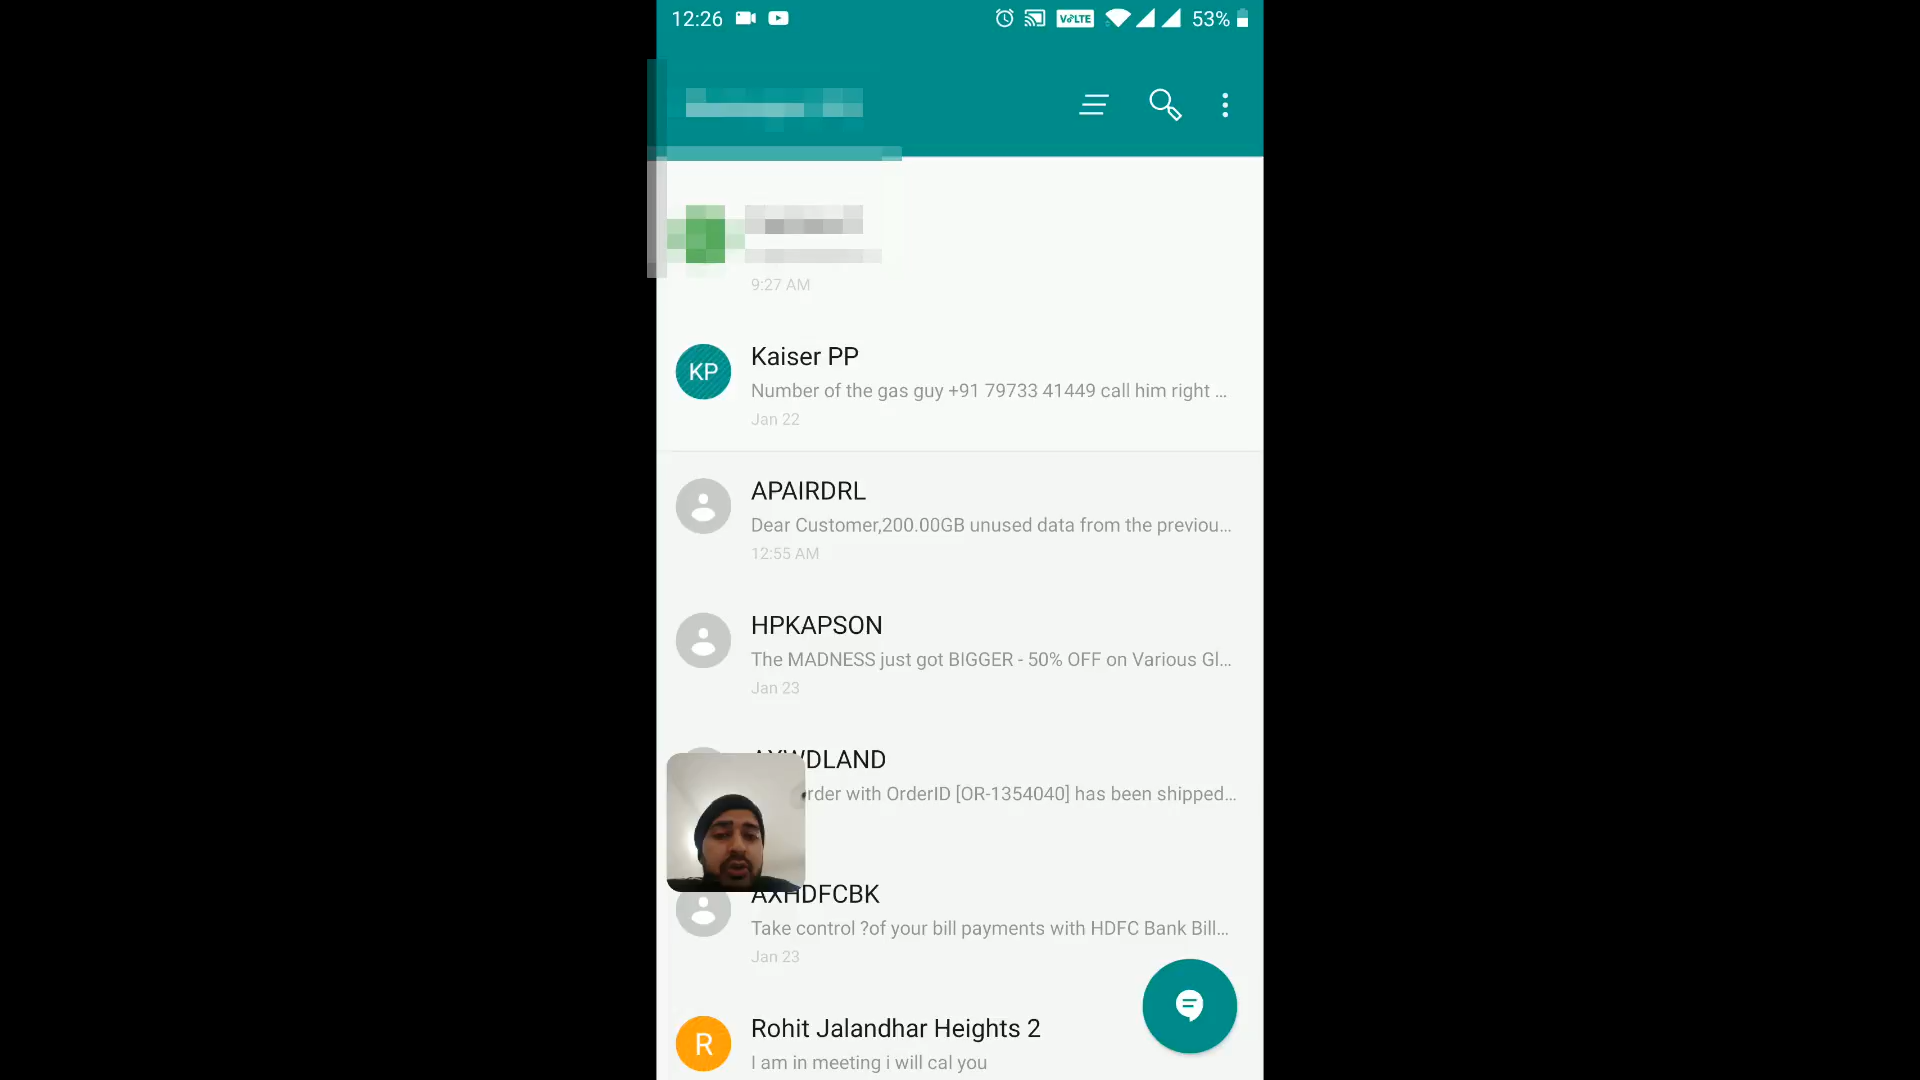 12:26 VoLTE 53%
9:27 AM
KP Kaiser PP
Number of the gas guy +91 79733 41449 call him right ...
Jan 22
APAIRDRL
Dear Customer,200.00GB unused data from the previou...
12:55 AM
HPKAPSON
The MADNESS just got BIGGER - 50% OFF on Various Gl...
Jan 23
DLAND
rder with OrderID [OR-1354040] has been shipped...
AXHDFCBK
Take control ?of your bill payments with HDFC Bank Bill...
Jan 23
R Rohit Jalandhar Heights 2
I am in meeting i will cal you